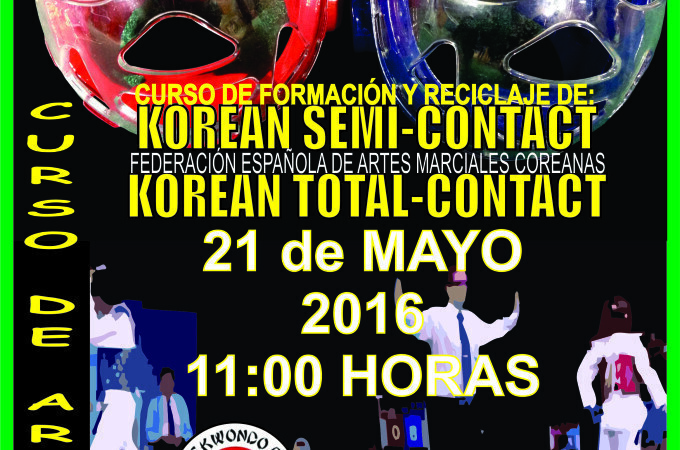 CURSO DE FORMACIÓN Y RECICLAJE DE:
KOREAN SEMI-CONTACT
FEDERACIÓN ESPAÑOLA DE ARTES MARCIALES COREANAS
KOREAN TOTAL-CONTACT
21 de MAYO
2016
11:00 HORAS
CURSO DE AR